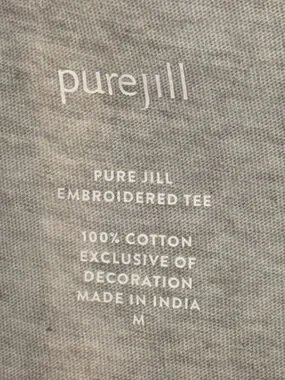 purejill
PURE JILL
EMBROIDERED TEE
100% COTTON
EXCLUSIVE OF
DECORATION
MADE IN INDIA
M